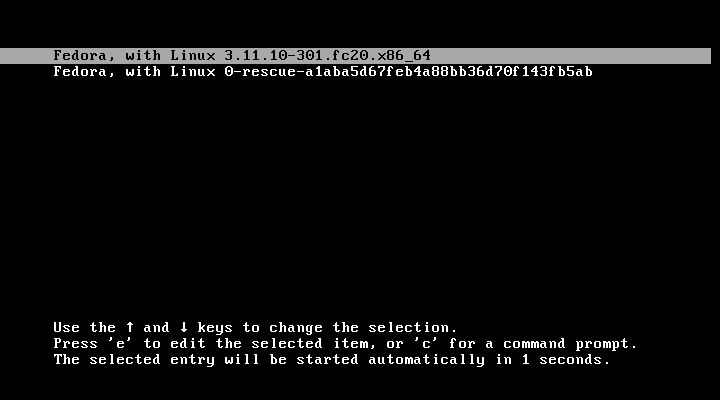 Fedora, with Linux 3.11.10-301.fc20.x86_64
Fedora, with Linux 0-rescue-a1aba5d67feb4a88bb36d70f143fb5ab
Use the ↑ and ↓ keys to change the selection.
Press 'e' to edit the selected item, or 'c' for a command prompt.
The selected entry will be started automatically in 1 seconds.